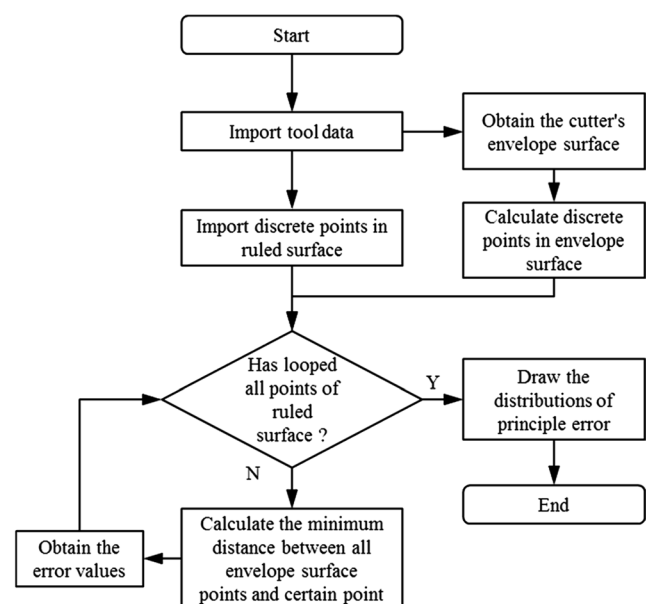 Start
Import tool data
Obtain the cutter's
envelope surface
Import discrete points in
ruled surface
Calculate discrete
points in envelope
surface
Has looped
all points of
ruled
surface ?
Y
Draw the
distributions of
principle error
N
End
Calculate the minimum
distance between all
envelope surface
points and certain point
Obtain the
error values